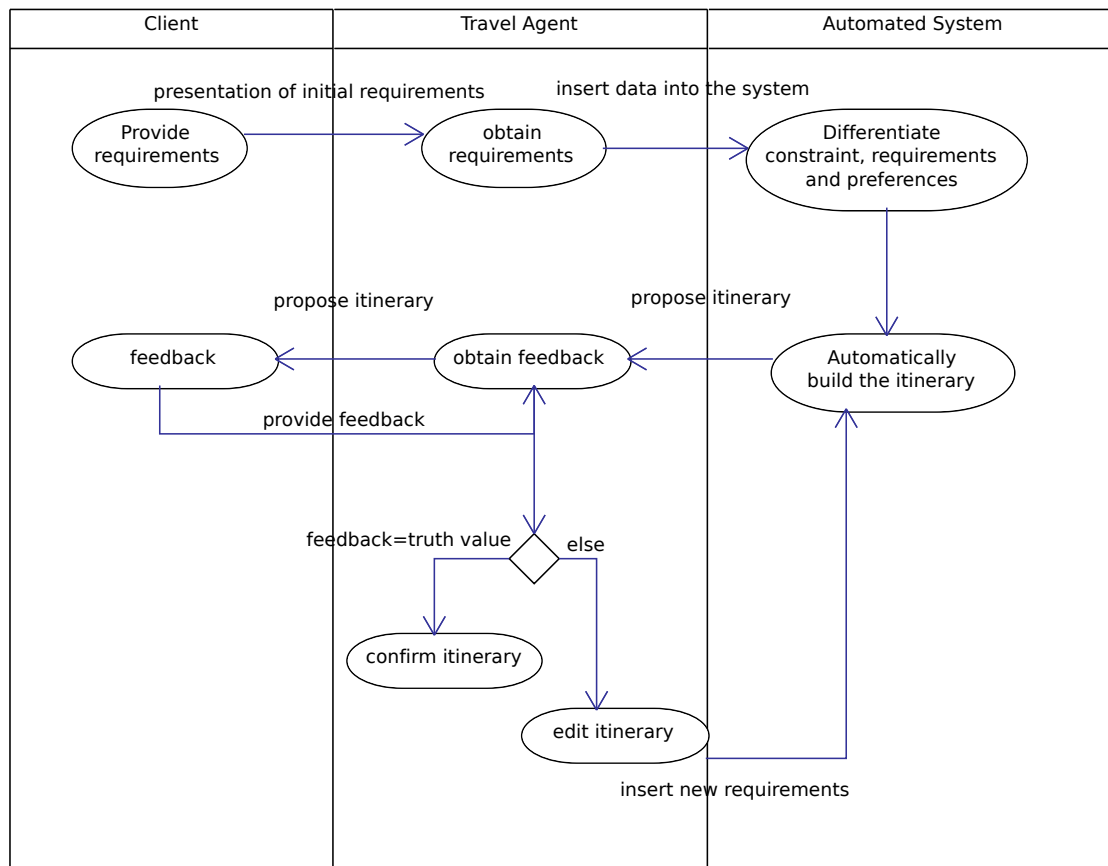 Client
Travel Agent
Automated System
presentation of initial requirements
insert data into the system
Provide
requirements
obtain
requirements
Differentiate
constraint, requirements
and preferences
propose itinerary
propose itinerary
feedback
obtain feedback
Automatically
build the itinerary
provide feedback
feedback=truth value
else
confirm itinerary
edit itinerary
insert new requirements